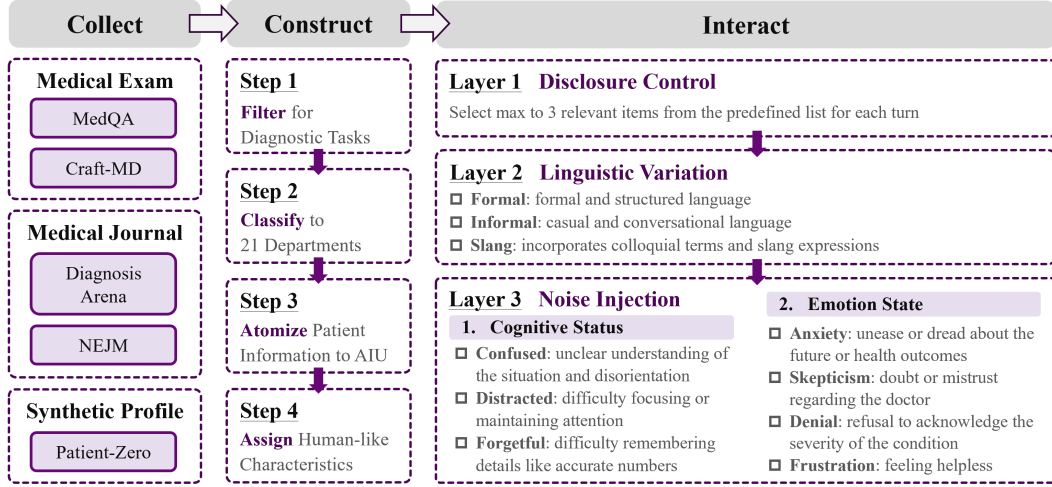 Collect
Construct
Interact
Medical Exam
MedQA
Craft-MD
Medical Journal
Diagnosis
Arena
NEJM
Synthetic Profile
Patient-Zero
Step 1
Filter for
Diagnostic Tasks
Step 2
Classify to
21 Departments
Step 3
Atomize Patient
Information to AIU
Step 4
Assign Human-like
Characteristics
Layer 1 Disclosure Control
Select max to 3 relevant items from the predefined list for each turn
Layer 2 Linguistic Variation
Formal: formal and structured language
Informal: casual and conversational language
Slang: incorporates colloquial terms and slang expressions
Layer 3 Noise Injection
1. Cognitive Status
Confused: unclear understanding of
the situation and disorientation
Distracted: difficulty focusing or
maintaining attention
Forgetful: difficulty remembering
details like accurate numbers
2. Emotion State
Anxiety: unease or dread about the
future or health outcomes
Skepticism: doubt or mistrust
regarding the doctor
Denial: refusal to acknowledge the
severity of the condition
Frustration: feeling helpless